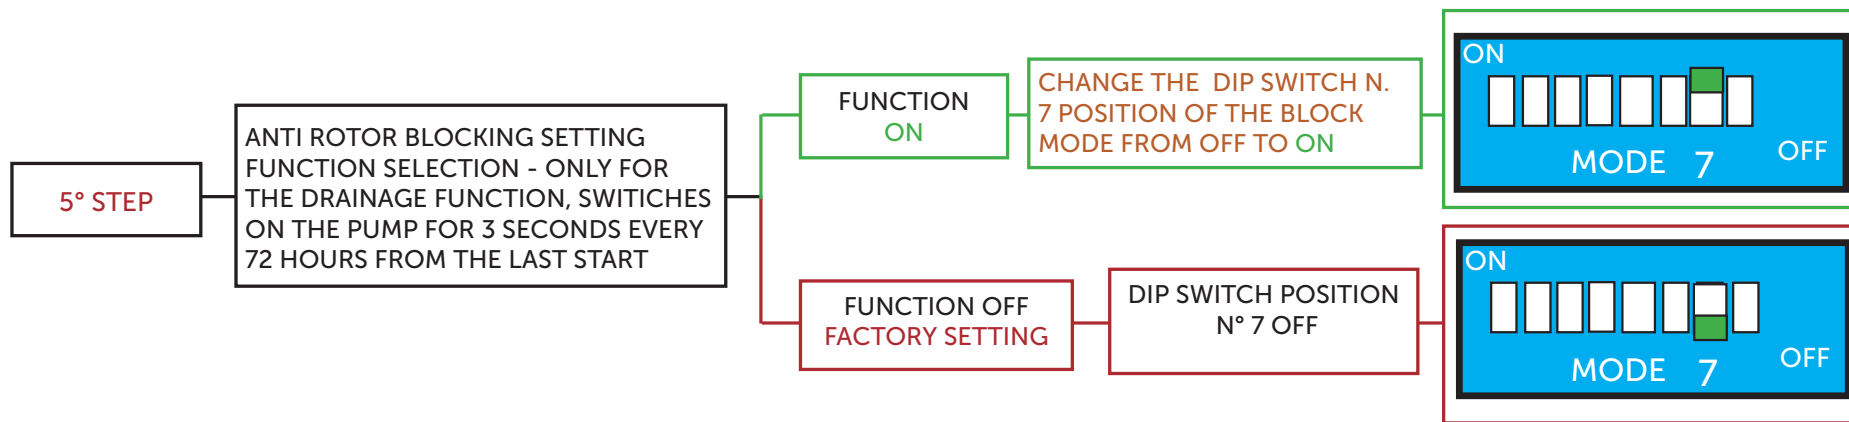 5° STEP
ANTI ROTOR BLOCKING SETTING
FUNCTION SELECTION - ONLY FOR
THE DRAINAGE FUNCTION, SWITICHES
ON THE PUMP FOR 3 SECONDS EVERY
72 HOURS FROM THE LAST START
FUNCTION
ON
CHANGE THE DIP SWITCH N.
7 POSITION OF THE BLOCK
MODE FROM OFF TO ON
ON
MODE 7
OFF
FUNCTION OFF
FACTORY SETTING
DIP SWITCH POSITION
N° 7 OFF
ON
MODE 7
OFF